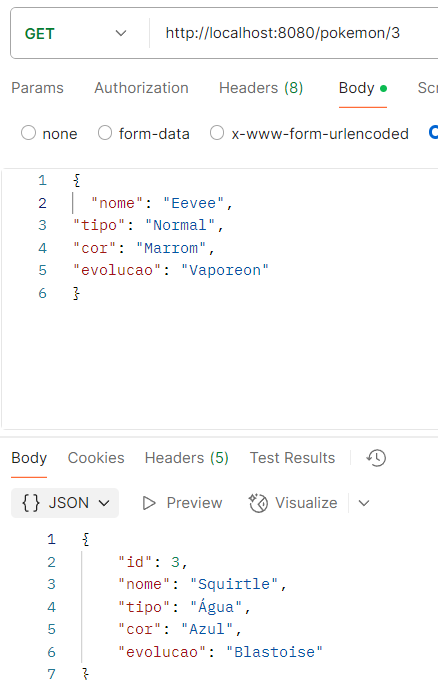 GET http://localhost:8080/pokemon/3
Params Authorization Headers (8) Body Sc
none form-data x-www-form-urlencoded
1 {
2 "nome": "Eevee",
3 "tipo": "Normal",
4 "cor": "Marrom",
5 "evolucao": "Vaporeon"
6 }
Body Cookies Headers (5) Test Results
{} JSON Preview Visualize
1 {
2 "id": 3,
3 "nome": "Squirtle",
4 "tipo": "Água",
5 "cor": "Azul",
6 "evolucao": "Blastoise"
7 }